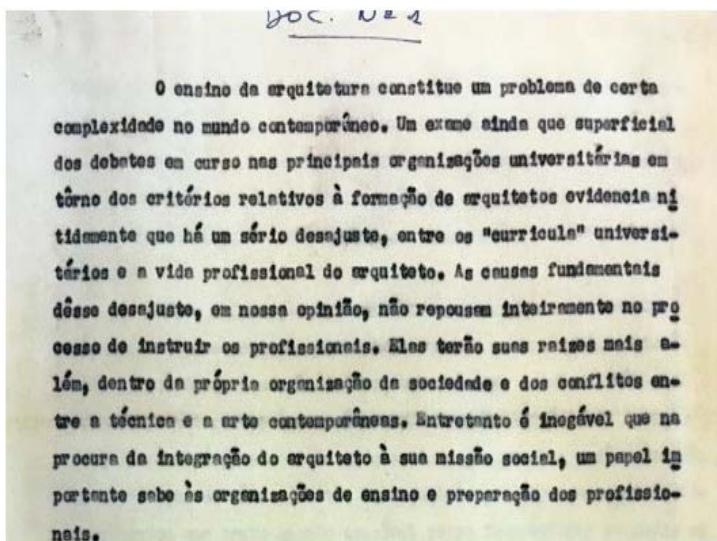 DOC. Nº 1
O ensino da arquitetura constitue um problema de certa
complexidade no mundo contemporâneo. Um exame ainda que superficial
dos debates em curso nas principais organizações universitárias em
tôrno dos critérios relativos à formação de arquitetos evidencia ni
tidamente que há um sério desajuste, entre os "curricula" universi-
tários e a vida profissional do arquiteto. As causas fundamentais
dêsse desajuste, em nossa opinião, não repousam inteiramente no pro
cesso de instruir os profissionais. Elas terão suas raizes mais a-
lém, dentro da própria organização da sociedade e dos conflitos en-
tre a técnica e a arte contemporâneas. Entretanto é inegável que na
procura da integração do arquiteto à sua missão social, um papel im
portante sabe às organizações de ensino e preparação dos profissio-
nais.